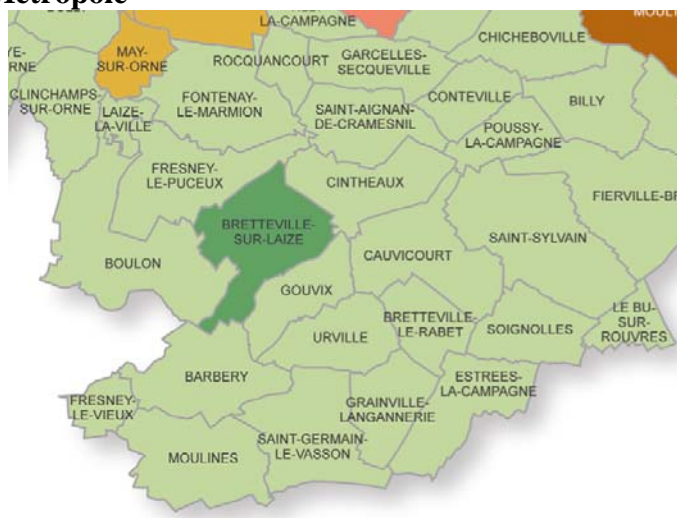 Métropole
LA-CAMPAGNE
MAY-
SUR-ORNE
ROCQUANCOURT
GARCELLES-
SECQUEVILLE
CHICHEBOVILLE
CLINCHAMPS-
SUR-ORNE
LAIZE-
LA-VILLE
FONTENAY-
LE-MARMION
SAINT-AIGNAN-
DE-CRAMESNIL
CONTEVILLE
BILLY
POUSSY-
LA-CAMPAGNE
FRESNEY-
LE-PUCEUX
CINTHEAUX
FIERVILLE-BR
BRETTEVILLE-
SUR-LAIZE
SAINT-SYLVAIN
BOULON
CAUVICOURT
GOUVIX
URVILLE
BRETTEVILLE-
LE-RABET
SOIGNOLLES
LE BU-
SUR-
ROUVRES
BARBERY
ESTREES-
LA-CAMPAGNE
FRESNEY-
LE-VIEUX
GRAINVILLE-
LANGANNERIE
MOULINES
SAINT-GERMAIN-
LE-VASSON